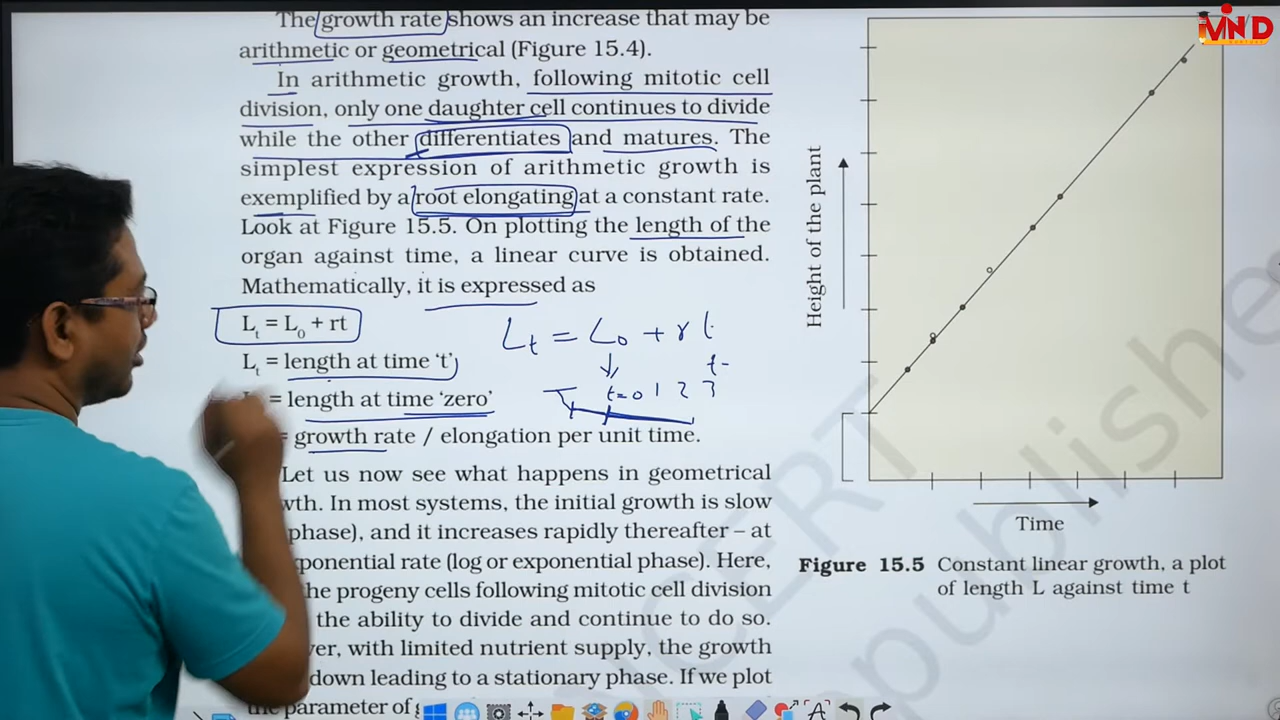 The growth rate shows an increase that may be
arithmetic or geometrical (Figure 15.4).
In arithmetic growth, following mitotic cell
division, only one daughter cell continues to divide
while the other differentiates and matures. The
simplest expression of arithmetic growth is
exemplified by a root elongating at a constant rate.
Look at Figure 15.5. On plotting the length of the
organ against time, a linear curve is obtained.
Mathematically, it is expressed as
Lt = L0 + rt
Lt = length at time 't'
= length at time 'zero'
= growth rate / elongation per unit time.
Let us now see what happens in geometrical
wth. In most systems, the initial growth is slow
phase), and it increases rapidly thereafter – at
ponential rate (log or exponential phase). Here,
he progeny cells following mitotic cell division
the ability to divide and continue to do so.
ver, with limited nutrient supply, the growth
down leading to a stationary phase. If we plot
the parameter of g
Lt = L0 + rt
t=0 1 2 3
Height of the plant
Time
Figure 15.5 Constant linear growth, a plot
of length L against time t
MIND
NCERT
publishe